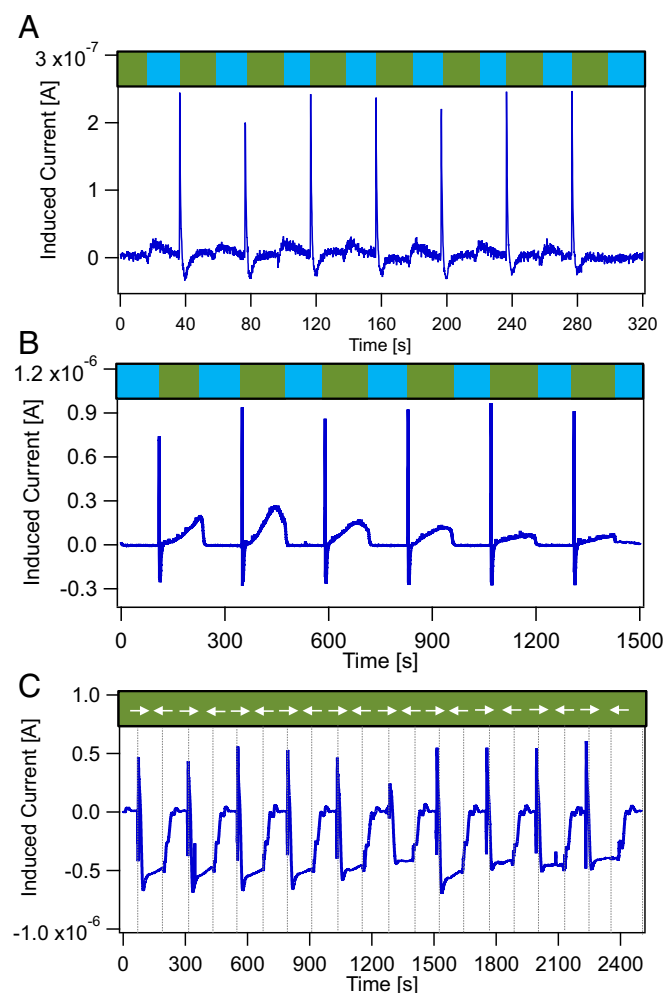 A
3 x10-7
2
1
0
Induced Current [A]
0 40 80 120 160 200 240 280 320
Time [s]
B
1.2 x10-6
0.9
0.6
0.3
0.0
-0.3
Induced Current [A]
0 300 600 900 1200 1500
Time [s]
C
1.0
0.5
0.0
-0.5
-1.0 x10-6
Induced Current [A]
0 300 600 900 1200 1500 1800 2100 2400
Time [s]